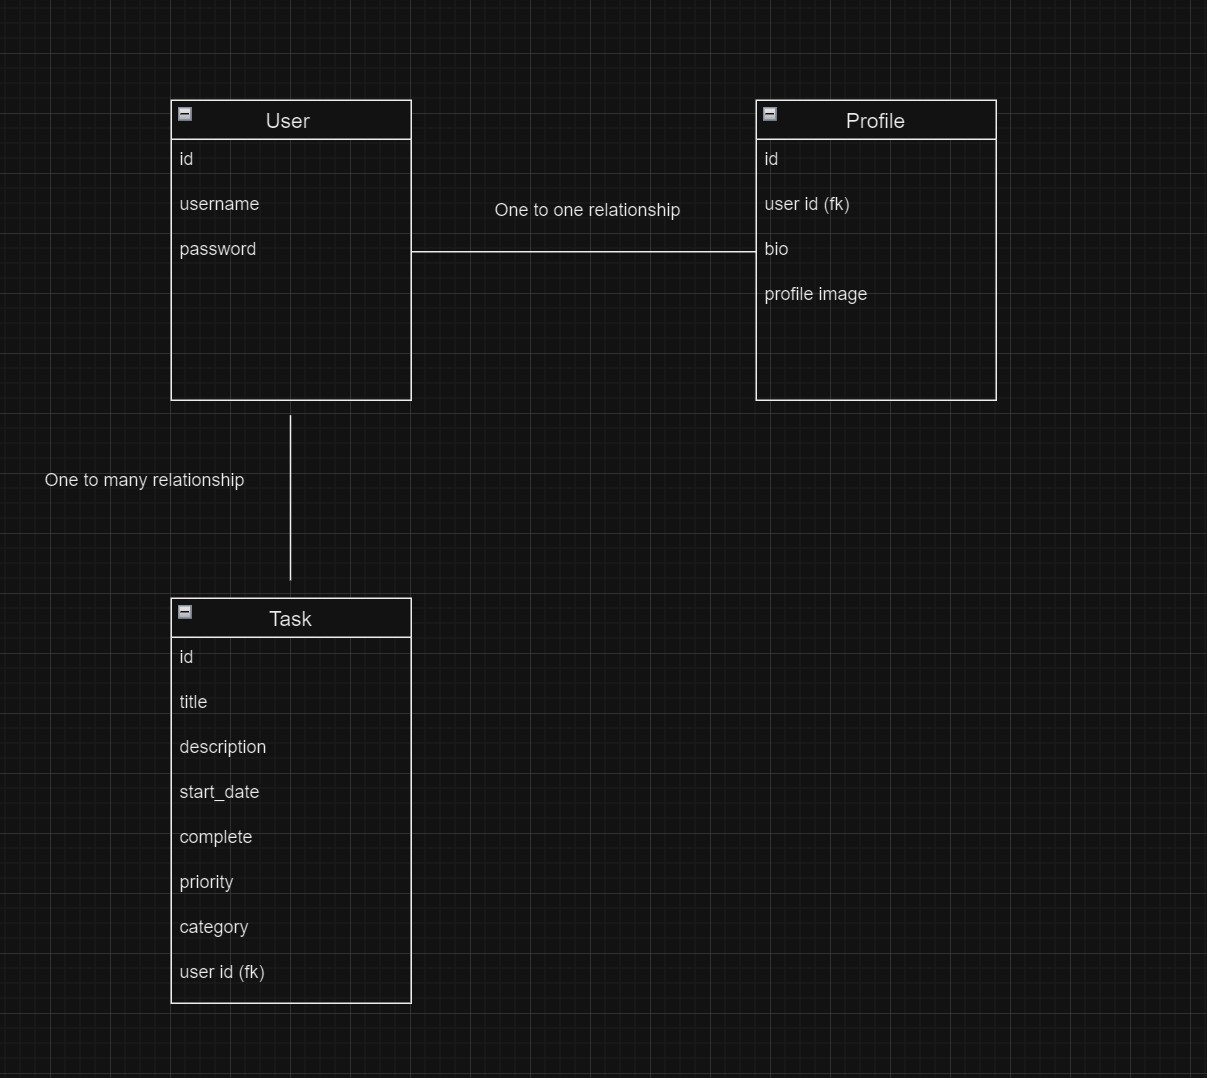 User
id
username
password
One to one relationship
Profile
id
user id (fk)
bio
profile image
One to many relationship
Task
id
title
description
start_date
complete
priority
category
user id (fk)